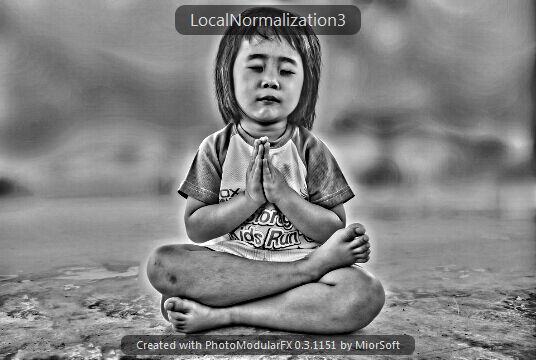 LocalNormalization3
Kids Run
Created with PhotoModularFX 0.3.1151 by MiorSoft